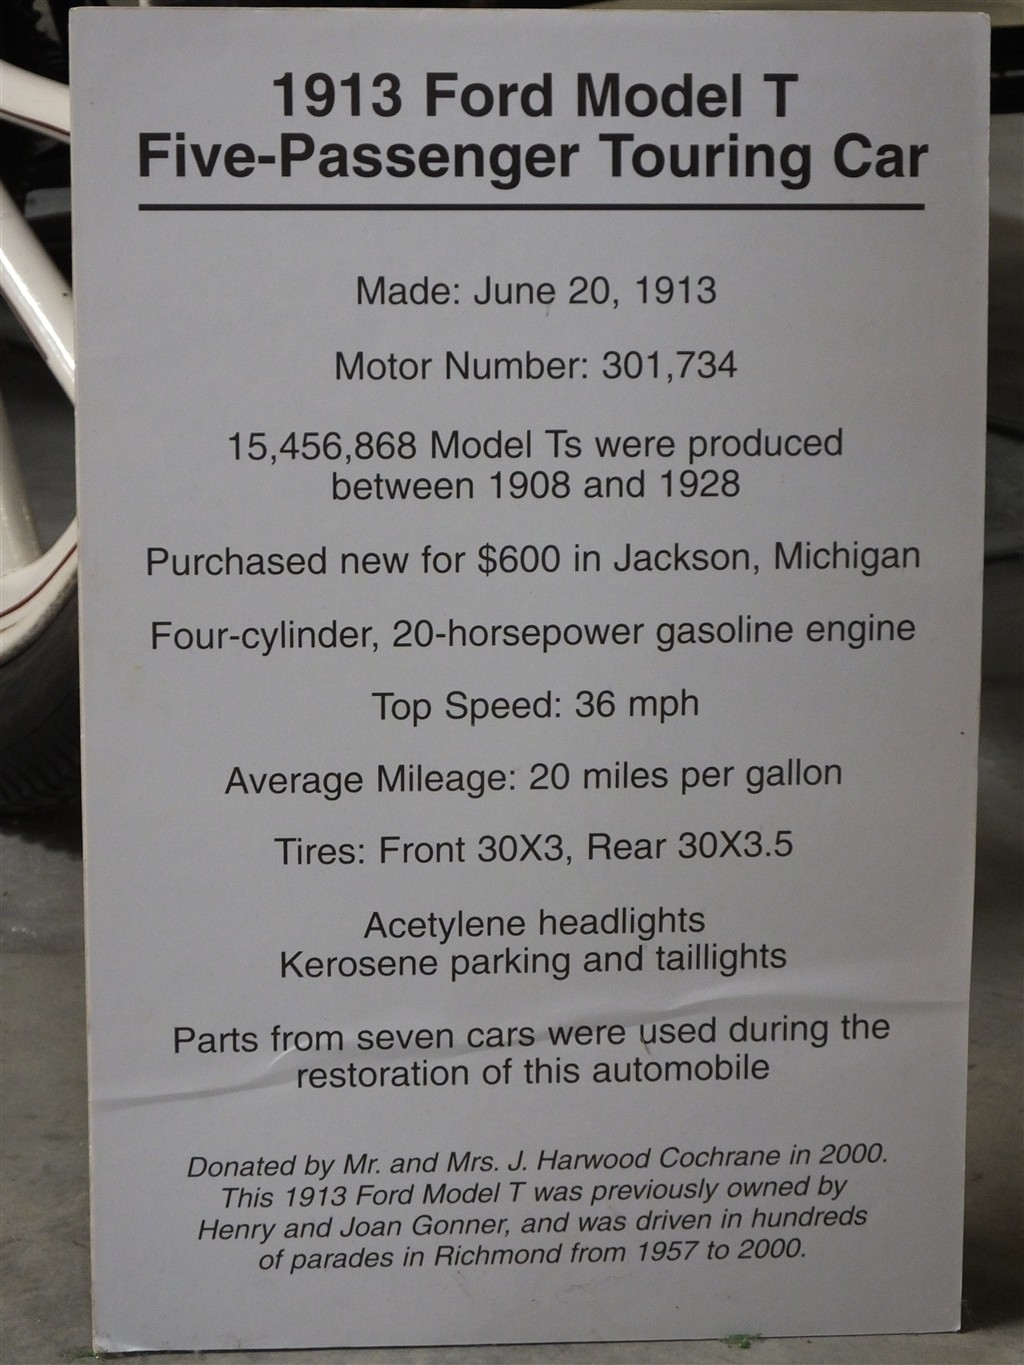 1913 Ford Model T
Five-Passenger Touring Car
Made: June 20, 1913
Motor Number: 301,734
15,456,868 Model Ts were produced
between 1908 and 1928
Purchased new for $600 in Jackson, Michigan
Four-cylinder, 20-horsepower gasoline engine
Top Speed: 36 mph
Average Mileage: 20 miles per gallon
Tires: Front 30X3, Rear 30X3.5
Acetylene headlights
Kerosene parking and taillights
Parts from seven cars were used during the
restoration of this automobile
Donated by Mr. and Mrs. J. Harwood Cochrane in 2000.
This 1913 Ford Model T was previously owned by
Henry and Joan Gonner, and was driven in hundreds
of parades in Richmond from 1957 to 2000.